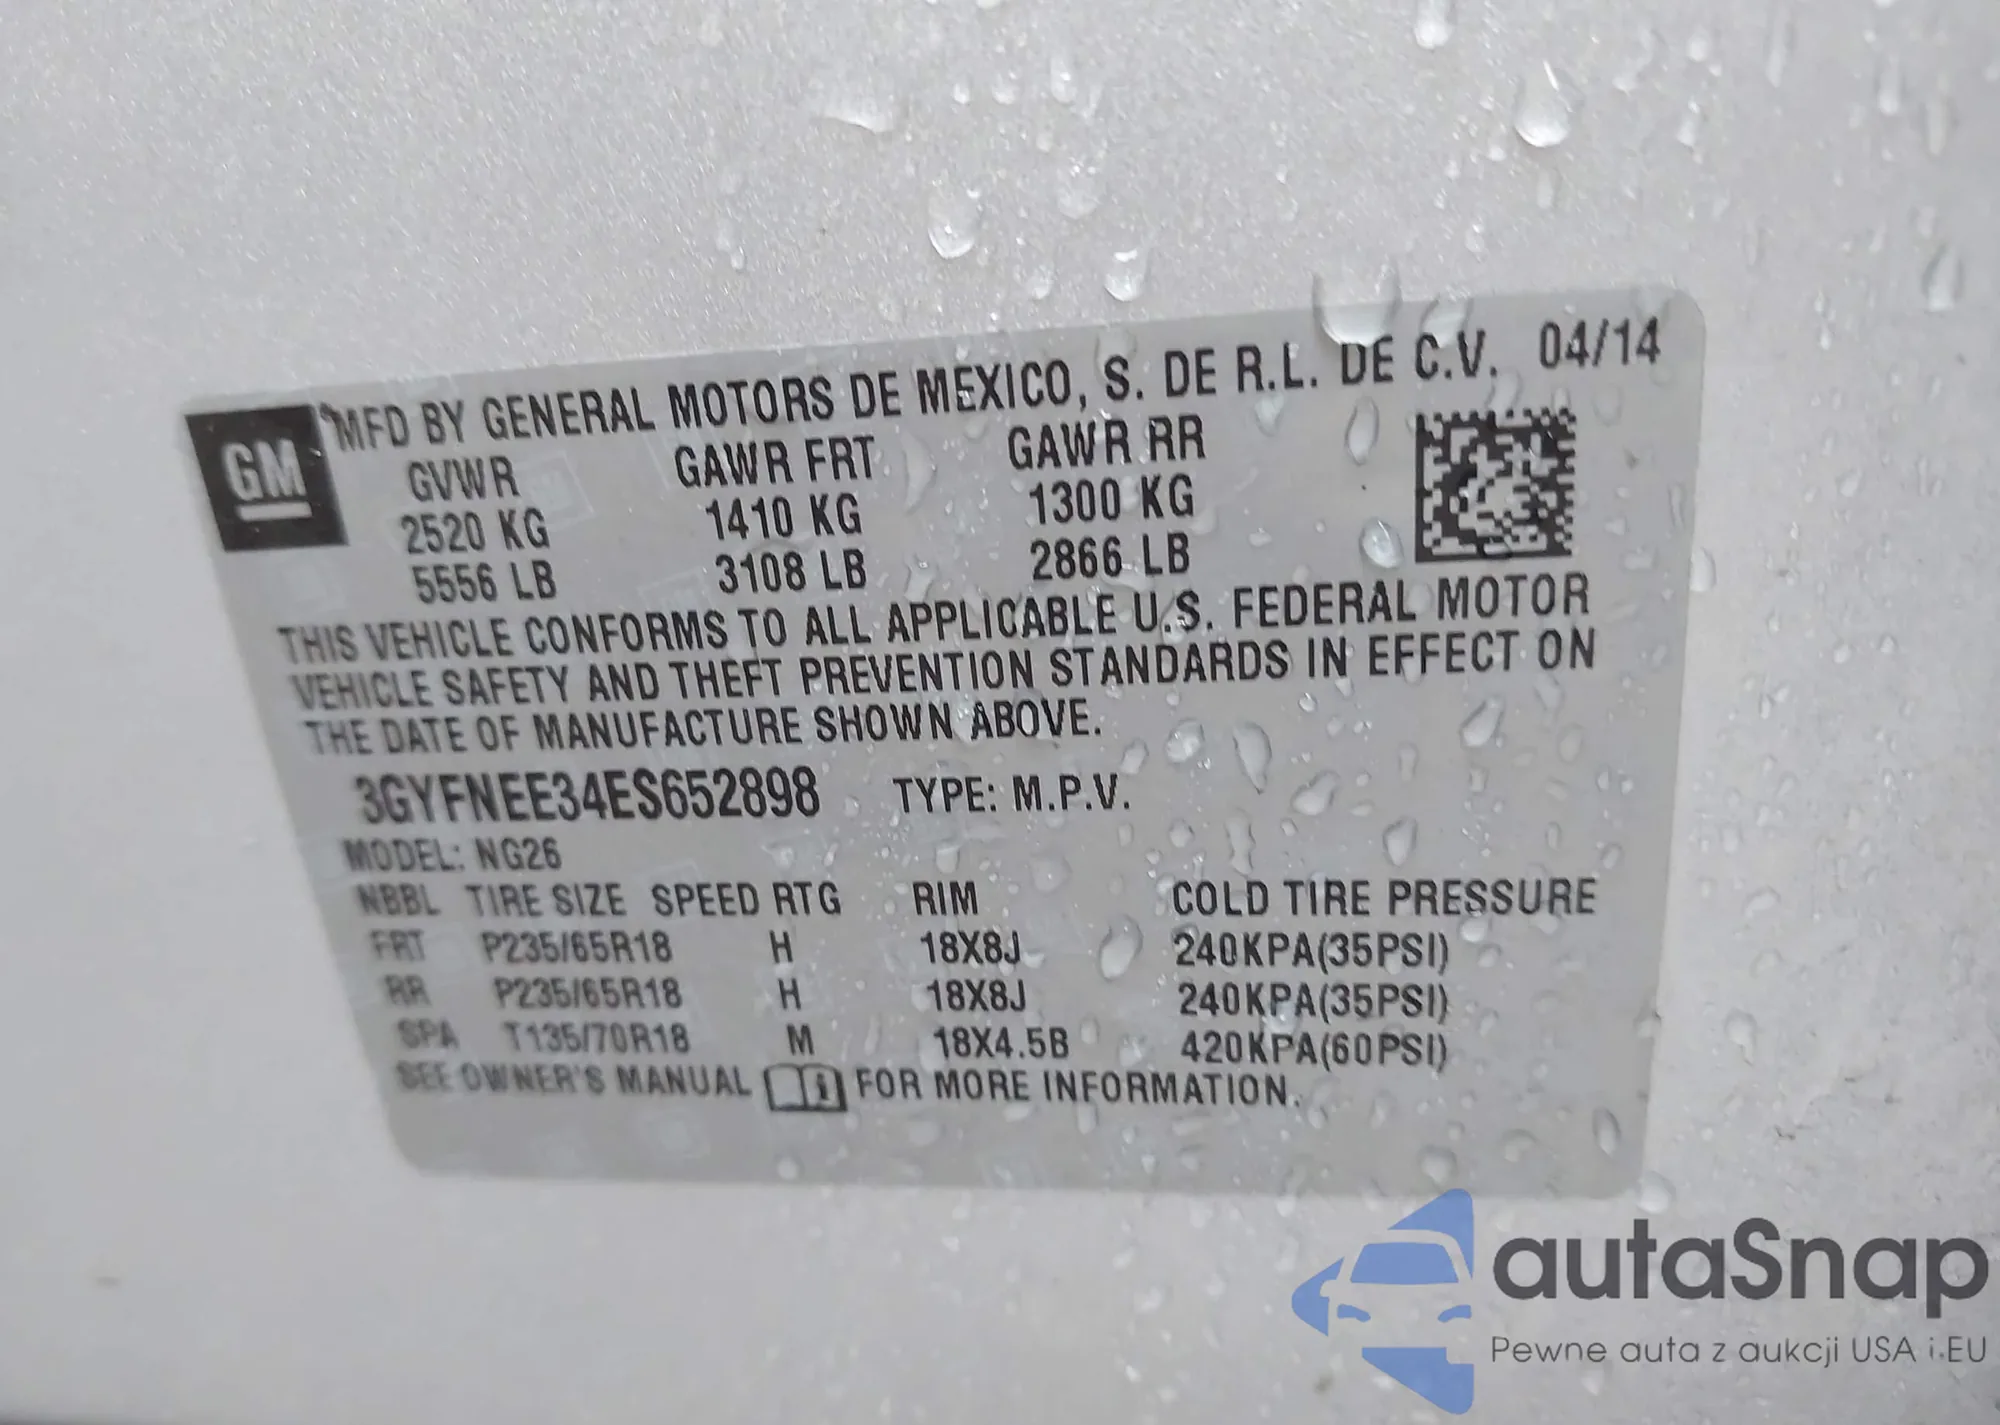 MFD BY GENERAL MOTORS DE MEXICO, S. DE R.L. DE C.V. 04/14
GM
GVWR GAWR FRT GAWR RR
2520 KG 1410 KG 1300 KG
5556 LB 3108 LB 2866 LB
THIS VEHICLE CONFORMS TO ALL APPLICABLE U.S. FEDERAL MOTOR
VEHICLE SAFETY AND THEFT PREVENTION STANDARDS IN EFFECT ON
THE DATE OF MANUFACTURE SHOWN ABOVE.
3GYFNEE34ES652898 TYPE: M.P.V.
MODEL: NG26
NBBL TIRE SIZE SPEED RTG RIM COLD TIRE PRESSURE
FRT P235/65R18 H 18X8J 240KPA(35PSI)
RR P235/65R18 H 18X8J 240KPA(35PSI)
SPA T135/70R18 M 18X4.5B 420KPA(60PSI)
SEE OWNER'S MANUAL i FOR MORE INFORMATION.
autaSnap
Pewne auta z aukcji USA i EU